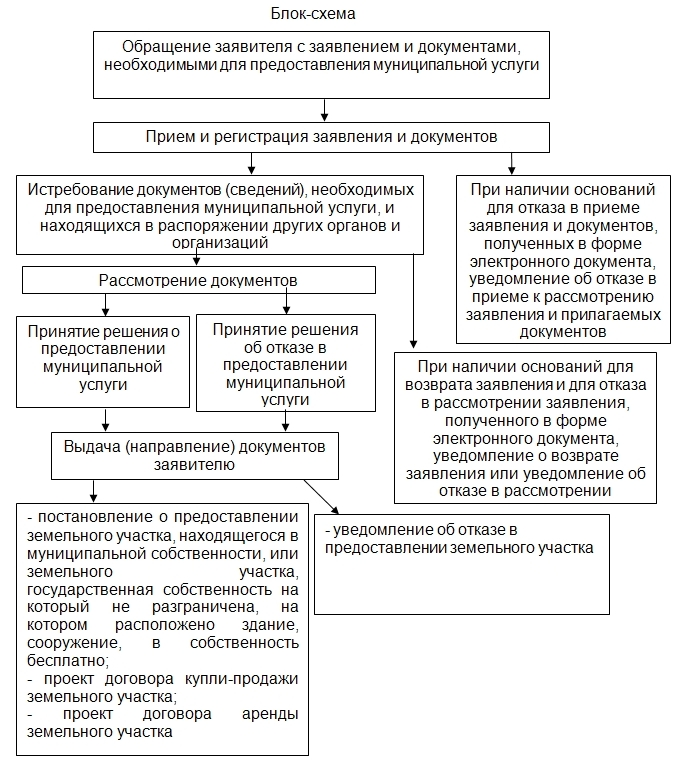 Блок-схема
Обращение заявителя с заявлением и документами,
необходимыми для предоставления муниципальной услуги
Прием и регистрация заявления и документов
Истребование документов (сведений), необходимых
для предоставления муниципальной услуги, и
находящихся в распоряжении других органов и
организаций
При наличии оснований
для отказа в приеме
заявления и документов,
полученных в форме
электронного документа,
уведомление об отказе в
приеме к рассмотрению
заявления и прилагаемых
документов
Рассмотрение документов
Принятие решения о
предоставлении
муниципальной
услуги
Принятие решения
об отказе в
предоставлении
муниципальной
услуги
При наличии оснований для
возврата заявления и для отказа
в рассмотрении заявления,
полученного в форме
электронного документа,
уведомление о возврате
заявления или уведомление об
отказе в рассмотрении
Выдача (направление) документов
заявителю
- постановление о предоставлении
земельного участка, находящегося в
муниципальной собственности, или
земельного участка,
государственная собственность на
который не разграничена, на
котором расположено здание,
сооружение, в собственность
бесплатно;
- проект договора купли-продажи
земельного участка;
- проект договора аренды
земельного участка
- уведомление об отказе в
предоставлении земельного участка